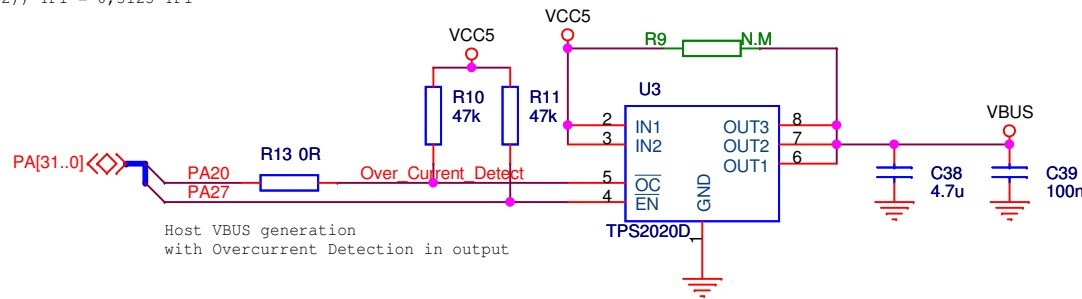 VCC5
VCC5
R9
N.M
U3
R10
47k
R11
47k
VBUS
2
IN1
OUT3
8
3
IN2
OUT2
7
OUT1
6
PA[31..0]
R13 0R
PA20
Over_Current_Detect
5
OC
PA27
4
EN
GND
C38
4.7u
C39
100n
Host VBUS generation
with Overcurrent Detection in output
TPS2020D
1